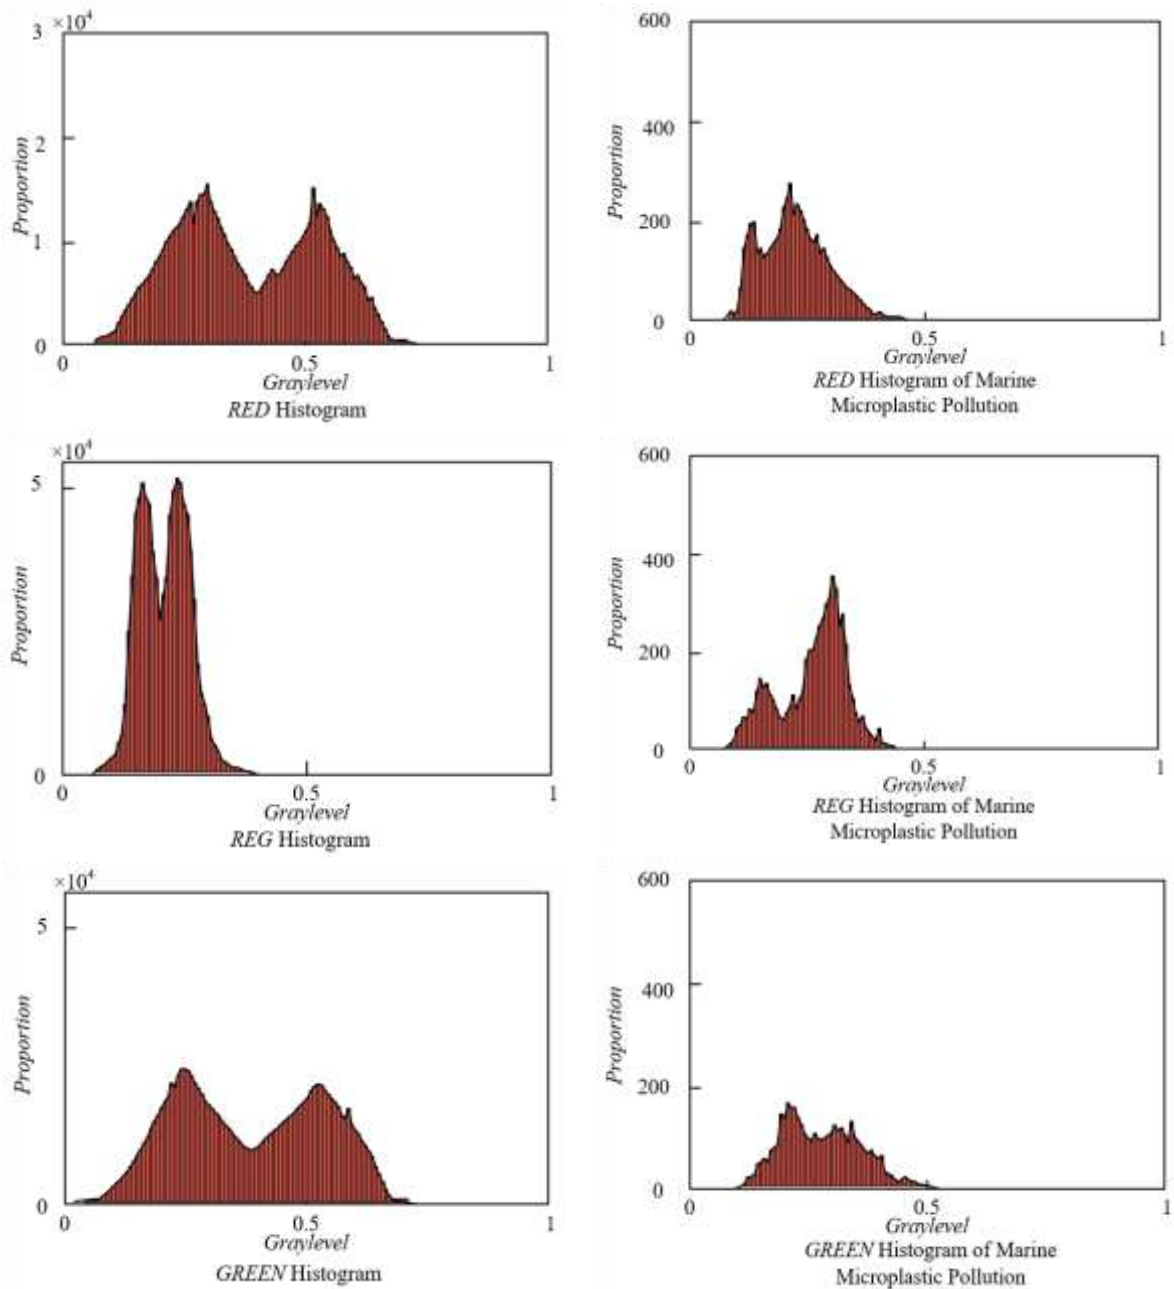 ×10⁴
3
2
1
0
Proportion
0 0.5 1
Graylevel
RED Histogram
600
400
200
0
Proportion
0 0.5 1
Graylevel
RED Histogram of Marine
Microplastic Pollution
×10⁴
5
0
Proportion
0 0.5 1
Graylevel
REG Histogram
600
400
200
0
Proportion
0 0.5 1
Graylevel
REG Histogram of Marine
Microplastic Pollution
×10⁴
5
0
Proportion
0 0.5 1
Graylevel
GREEN Histogram
600
400
200
0
Proportion
0 0.5 1
Graylevel
GREEN Histogram of Marine
Microplastic Pollution